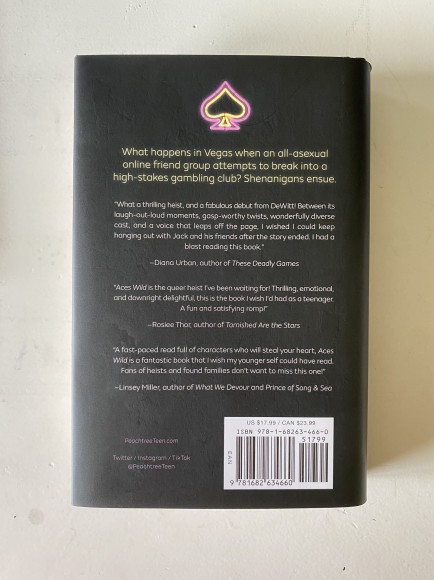 What happens in Vegas when an all-asexual
online friend group attempts to break into a
high-stakes gambling club? Shenanigans ensue.
"What a thrilling heist, and a fabulous debut from DeWitt! Between its
laugh-out-loud moments, gasp-worthy twists, wonderfully diverse
cast, and a voice that leaps off the page, I wished I could keep
hanging out with Jack and his friends after the story ended. I had a
blast reading this book."
—Diana Urban, author of These Deadly Games
"Aces Wild is the queer heist I've been waiting for! Thrilling, emotional,
and downright delightful, this is the book I wish I'd had as a teenager.
A fun and satisfying romp!"
—Rosiee Thor, author of Tarnished Are the Stars
"A fast-paced read full of characters who will steal your heart, Aces
Wild is a fantastic book that I wish my younger self could have read.
Fans of heists and found families don't want to miss this one!"
—Linsey Miller, author of What We Devour and Prince of Song & Sea
US $17.99 / CAN $23.99
ISBN 978-1-68263-466-0
51799
EAN
9 781682 634660
PeachtreeTeen.com
Twitter / Instagram / TikTok
@PeachtreeTeen